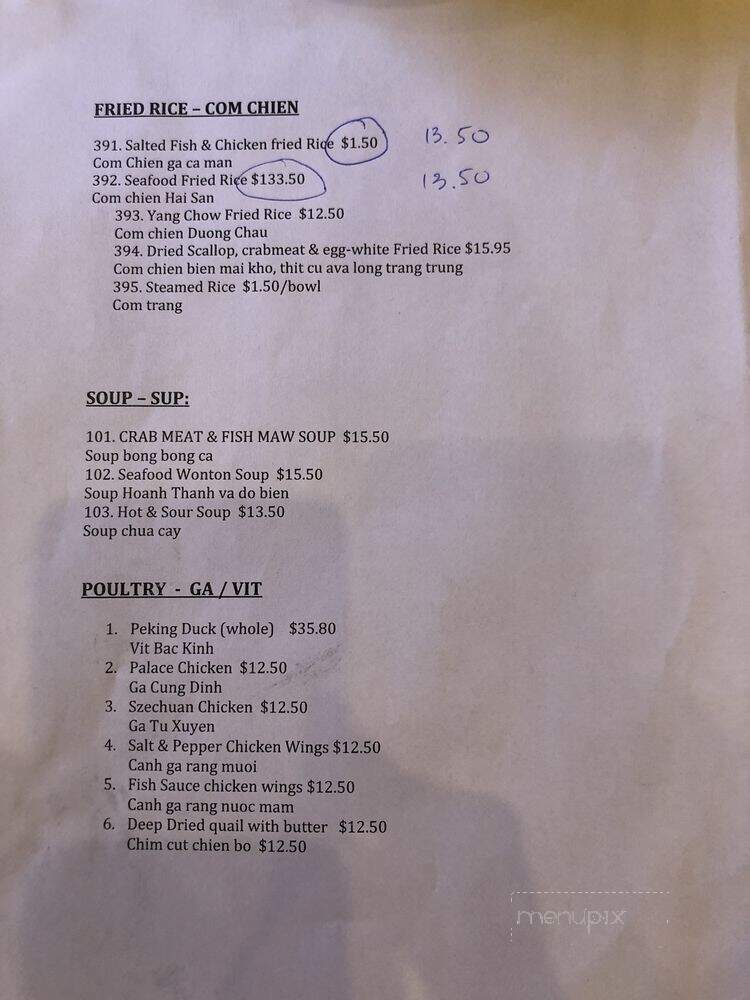 FRIED RICE – COM CHIEN
391. Salted Fish & Chicken fried Rice $1.50 13.50
Com Chien ga ca man
392. Seafood Fried Rice $133.50 13.50
Com chien Hai San
393. Yang Chow Fried Rice $12.50
Com chien Duong Chau
394. Dried Scallop, crabmeat & egg-white Fried Rice $15.95
Com chien bien mai kho, thit cu ava long trang trung
395. Steamed Rice $1.50/bowl
Com trang
SOUP – SUP:
101. CRAB MEAT & FISH MAW SOUP $15.50
Soup bong bong ca
102. Seafood Wonton Soup $15.50
Soup Hoanh Thanh va do bien
103. Hot & Sour Soup $13.50
Soup chua cay
POULTRY - GA / VIT
1. Peking Duck (whole) $35.80
Vit Bac Kinh
2. Palace Chicken $12.50
Ga Cung Dinh
3. Szechuan Chicken $12.50
Ga Tu Xuyen
4. Salt & Pepper Chicken Wings $12.50
Canh ga rang muoi
5. Fish Sauce chicken wings $12.50
Canh ga rang nuoc mam
6. Deep Dried quail with butter $12.50
Chim cut chien bo $12.50
menupix